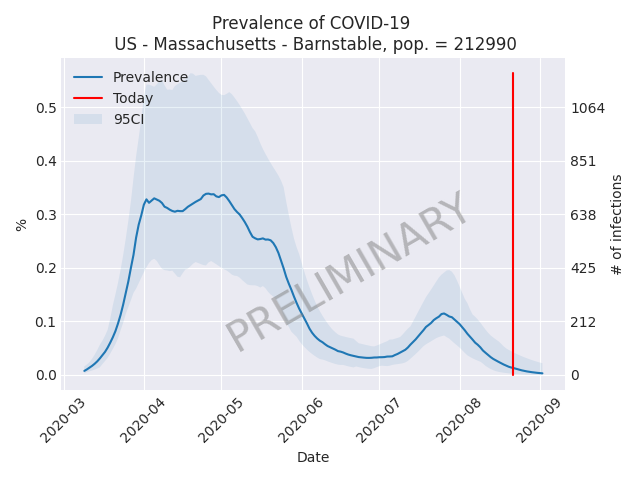 Prevalence of COVID-19
US - Massachusetts - Barnstable, pop. = 212990
Prevalence
Today
95CI
0.5
0.4
0.3
0.2
0.1
0.0
%
1064
851
638
425
212
0
# of infections
PRELIMINARY
2020-03
2020-04
2020-05
2020-06
2020-07
2020-08
2020-09
Date